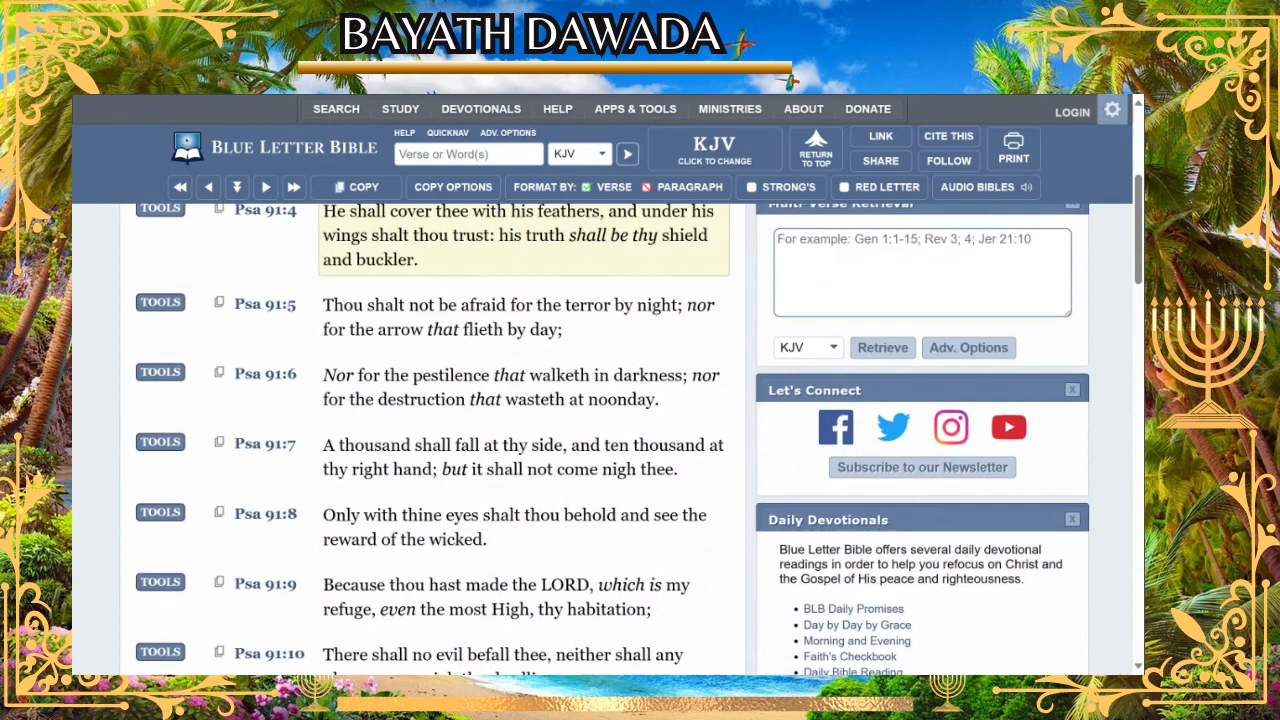 BAYATH DAWADA
SEARCH STUDY DEVOTIONALS HELP APPS & TOOLS MINISTRIES ABOUT DONATE LOGIN
HELP QUICKNAV ADV. OPTIONS
BLUE LETTER BIBLE
Verse or Word(s)
KJV
KJV
CLICK TO CHANGE
RETURN
TO TOP
LINK
CITE THIS
SHARE
FOLLOW
PRINT
COPY COPY OPTIONS FORMAT BY: VERSE PARAGRAPH STRONG'S RED LETTER AUDIO BIBLES
TOOLS Psa 91:4 He shall cover thee with his feathers, and under his
wings shalt thou trust: his truth shall be thy shield
and buckler.
TOOLS Psa 91:5 Thou shalt not be afraid for the terror by night; nor
for the arrow that flieth by day;
TOOLS Psa 91:6 Nor for the pestilence that walketh in darkness; nor
for the destruction that wasteth at noonday.
TOOLS Psa 91:7 A thousand shall fall at thy side, and ten thousand at
thy right hand; but it shall not come nigh thee.
TOOLS Psa 91:8 Only with thine eyes shalt thou behold and see the
reward of the wicked.
TOOLS Psa 91:9 Because thou hast made the LORD, which is my
refuge, even the most High, thy habitation;
TOOLS Psa 91:10 There shall no evil befall thee, neither shall any
Multi-Verse Retrieval
For example: Gen 1:1-15; Rev 3; 4; Jer 21:10
KJV Retrieve Adv. Options
Let's Connect
Subscribe to our Newsletter
Daily Devotionals
Blue Letter Bible offers several daily devotional
readings in order to help you refocus on Christ and
the Gospel of His peace and righteousness.
• BLB Daily Promises
• Day by Day by Grace
• Morning and Evening
• Faith's Checkbook
• Daily Bible Reading